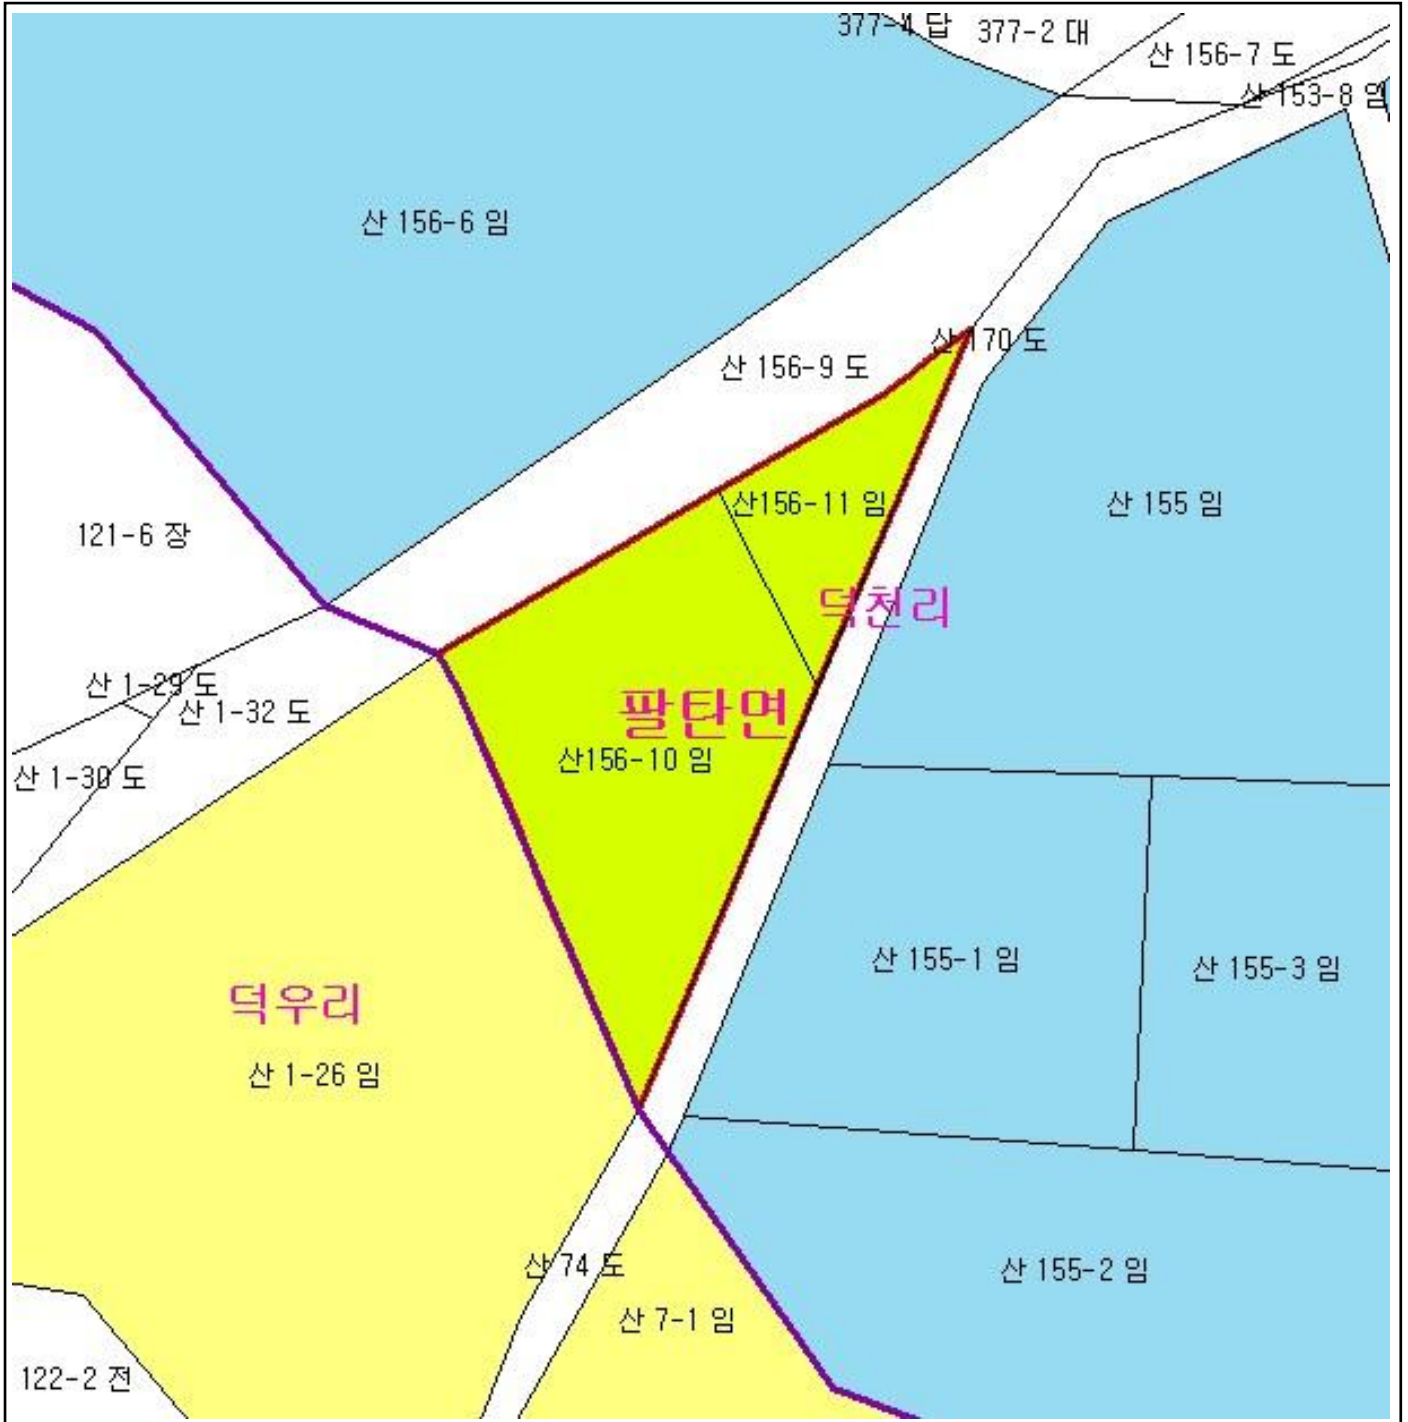 377-4 답
377-2 대
산 156-7 도
산 153-8 임
산 156-6 임
산 170 도
산 156-9 도
산156-11 임
산 155 임
121-6 장
덕천리
산 1-29 도
산 1-32 도
팔탄면
산156-10 임
산 1-30 도
산 155-1 임
산 155-3 임
덕우리
산 1-26 임
산 74 도
산 155-2 임
산 7-1 임
122-2 전